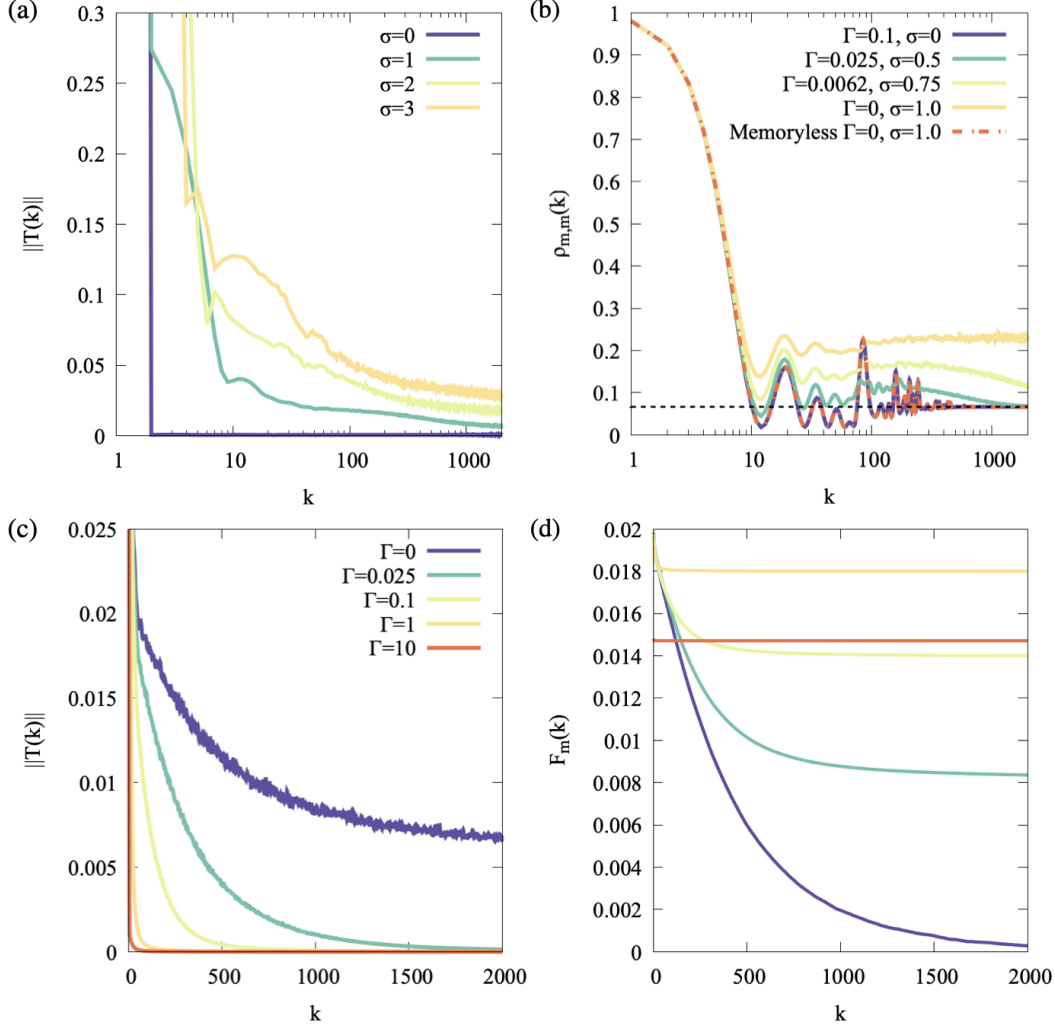 (a)
0.3
0.25
0.2
0.15
0.1
0.05
0
||T(k)||
σ=0
σ=1
σ=2
σ=3
1 10 100 1000
k
(b)
1
0.9
0.8
0.7
0.6
0.5
0.4
0.3
0.2
0.1
0
ρm,m(k)
Γ=0.1, σ=0
Γ=0.025, σ=0.5
Γ=0.0062, σ=0.75
Γ=0, σ=1.0
Memoryless Γ=0, σ=1.0
1 10 100 1000
k
(c)
0.025
0.02
0.015
0.01
0.005
0
||T(k)||
Γ=0
Γ=0.025
Γ=0.1
Γ=1
Γ=10
0 500 1000 1500 2000
k
(d)
0.02
0.018
0.016
0.014
0.012
0.01
0.008
0.006
0.004
0.002
0
Fm(k)
0 500 1000 1500 2000
k